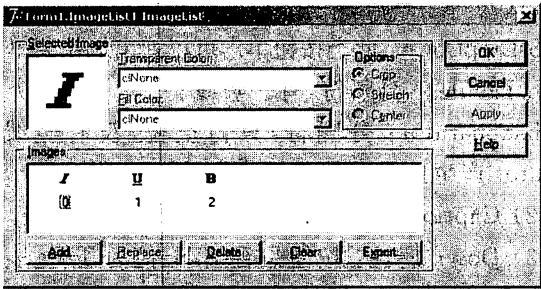 Form1.ImageList1 ImageList
Selected Image
I
Transparent Color:
clNone
Fill Color:
clNone
Options
Crop
Stretch
Center
OK
Cancel
Apply
Help
Images
I U B
0 1 2
Add... Replace Delete Clear Export...